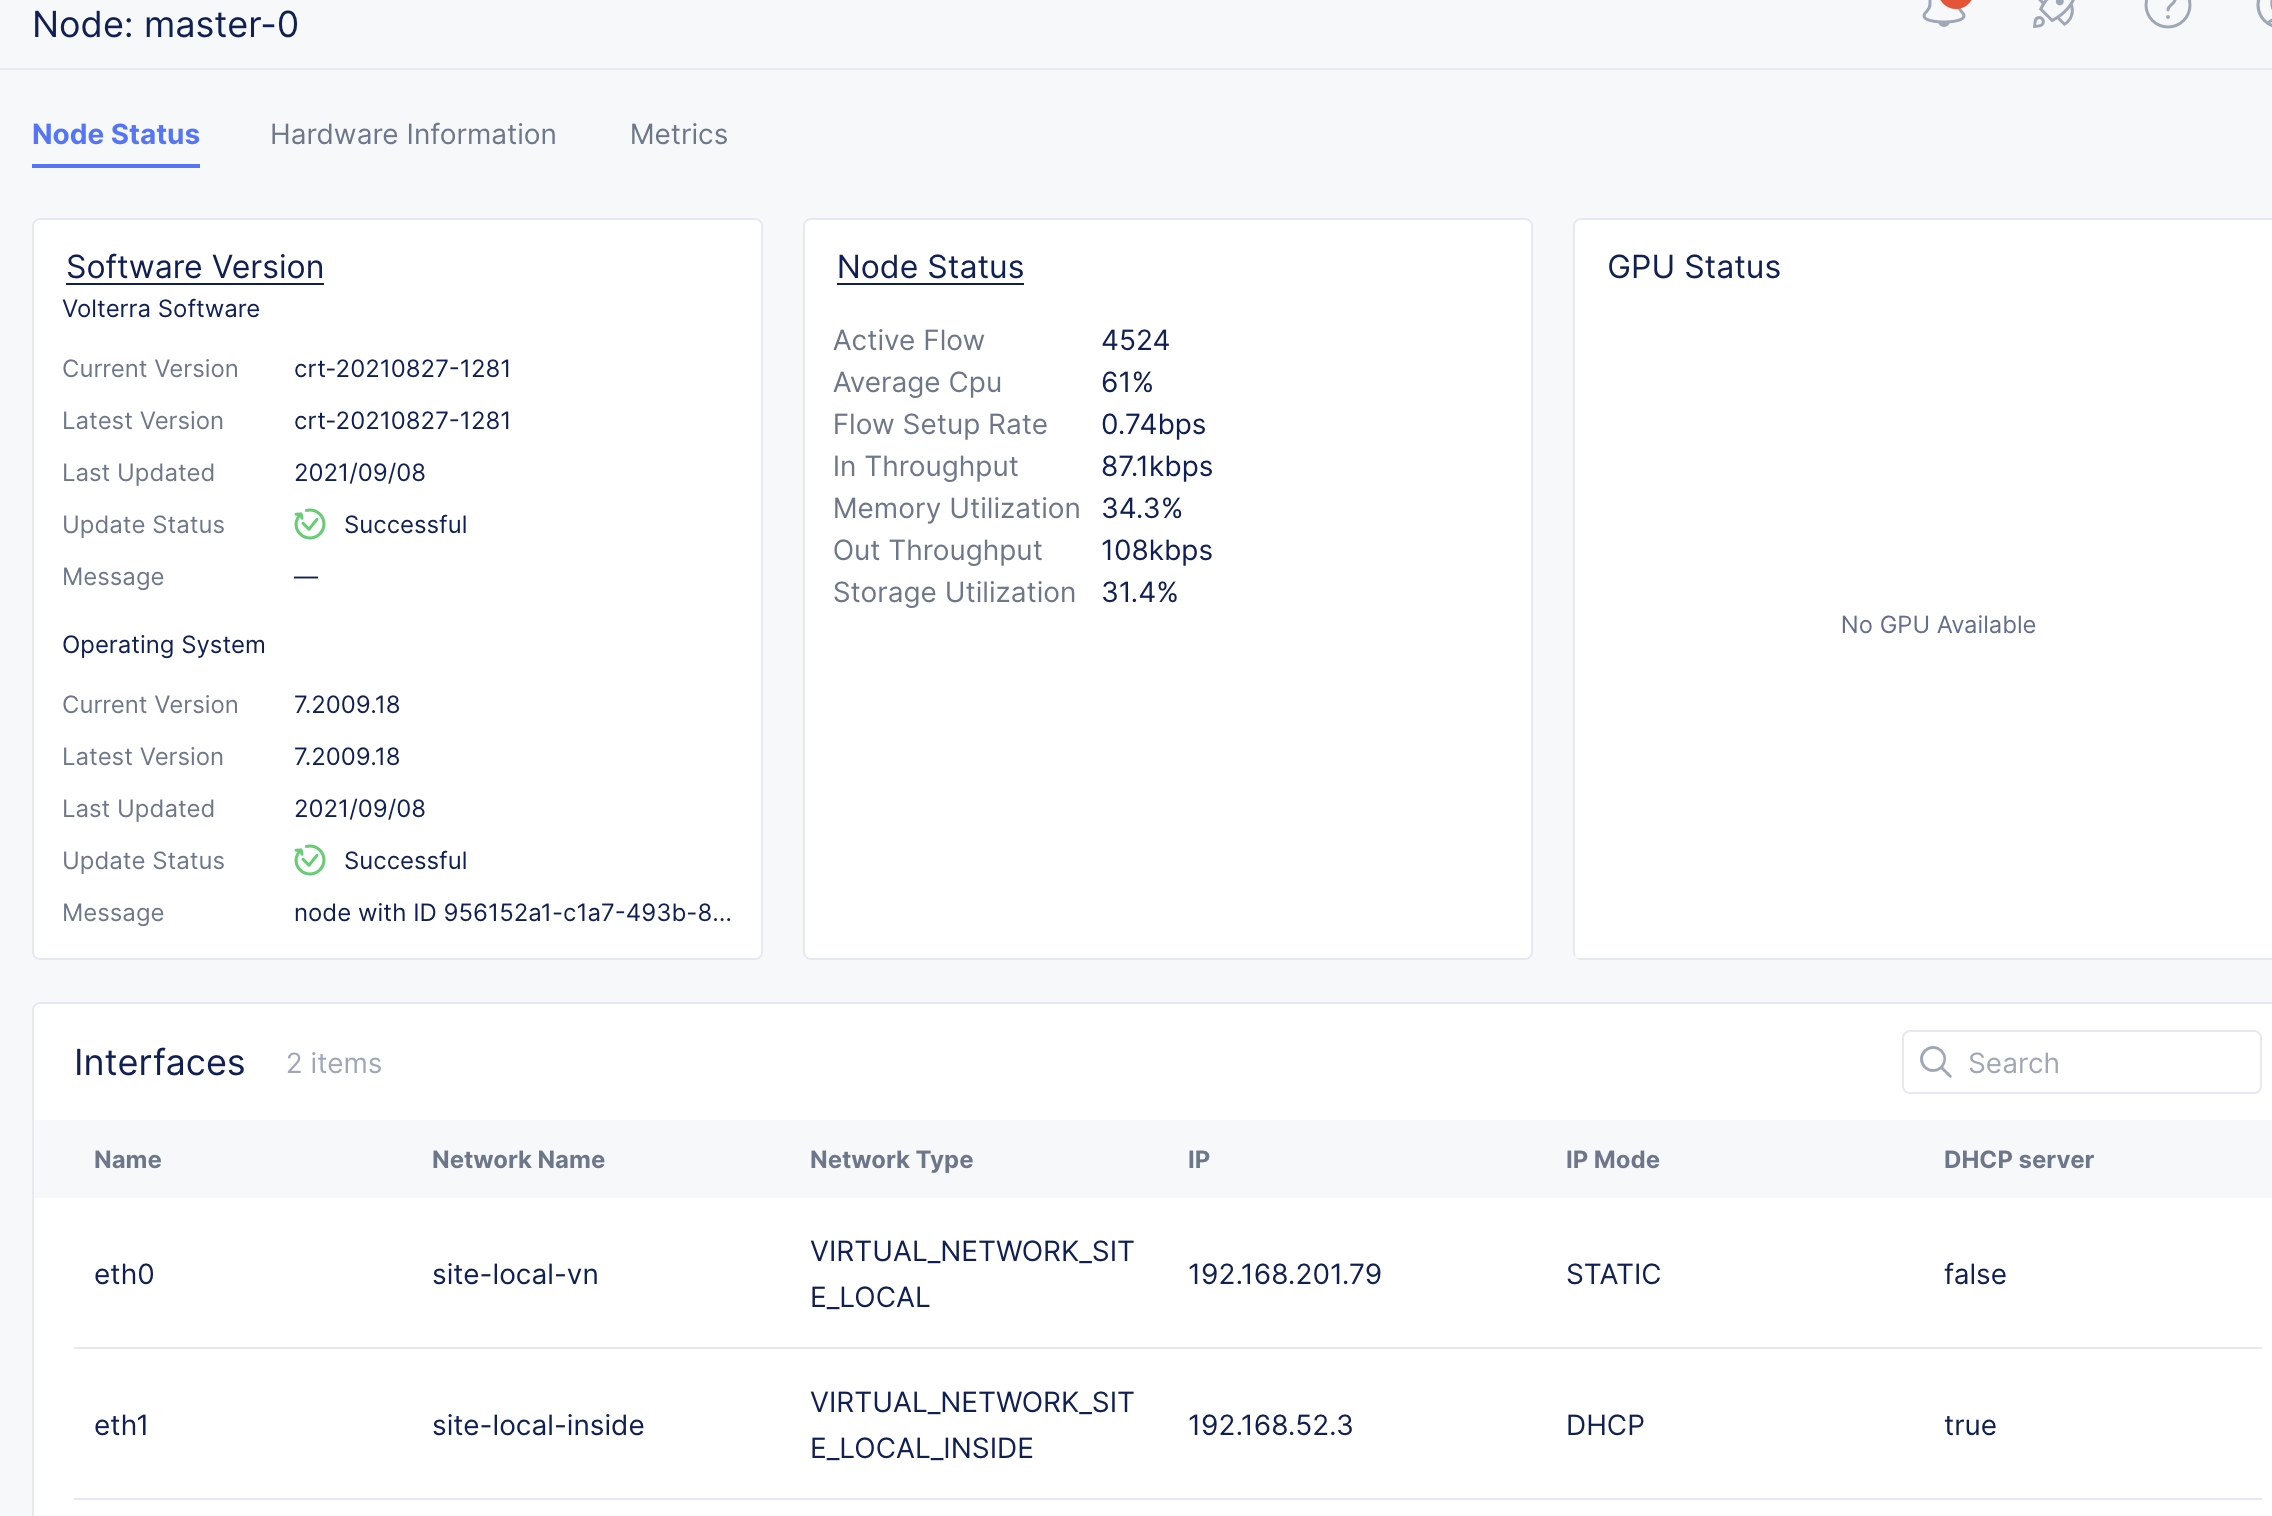 Node: master-0
Node Status
Hardware Information
Metrics
Software Version
Volterra Software
Current Version crt-20210827-1281
Latest Version crt-20210827-1281
Last Updated 2021/09/08
Update Status Successful
Message —
Operating System
Current Version 7.2009.18
Latest Version 7.2009.18
Last Updated 2021/09/08
Update Status Successful
Message node with ID 956152a1-c1a7-493b-8...
Node Status
Active Flow 4524
Average Cpu 61%
Flow Setup Rate 0.74bps
In Throughput 87.1kbps
Memory Utilization 34.3%
Out Throughput 108kbps
Storage Utilization 31.4%
GPU Status
No GPU Available
Interfaces 2 items
Search
Name Network Name Network Type IP IP Mode DHCP server
eth0 site-local-vn VIRTUAL_NETWORK_SIT 192.168.201.79 STATIC false
E_LOCAL
eth1 site-local-inside VIRTUAL_NETWORK_SIT 192.168.52.3 DHCP true
E_LOCAL_INSIDE